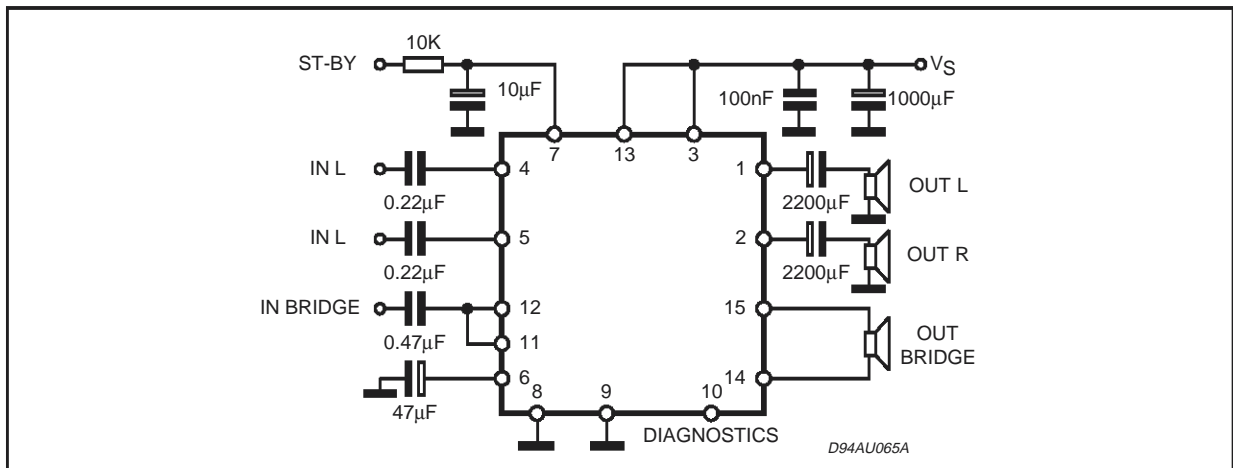 10K
ST-BY
VS
10µF
100nF
1000µF
7
13
3
IN L
4
1
OUT L
0.22µF
2200µF
IN L
5
2
OUT R
0.22µF
2200µF
IN BRIDGE
12
15
0.47µF
11
OUT
BRIDGE
6
14
47µF
8
9
10
DIAGNOSTICS
D94AU065A